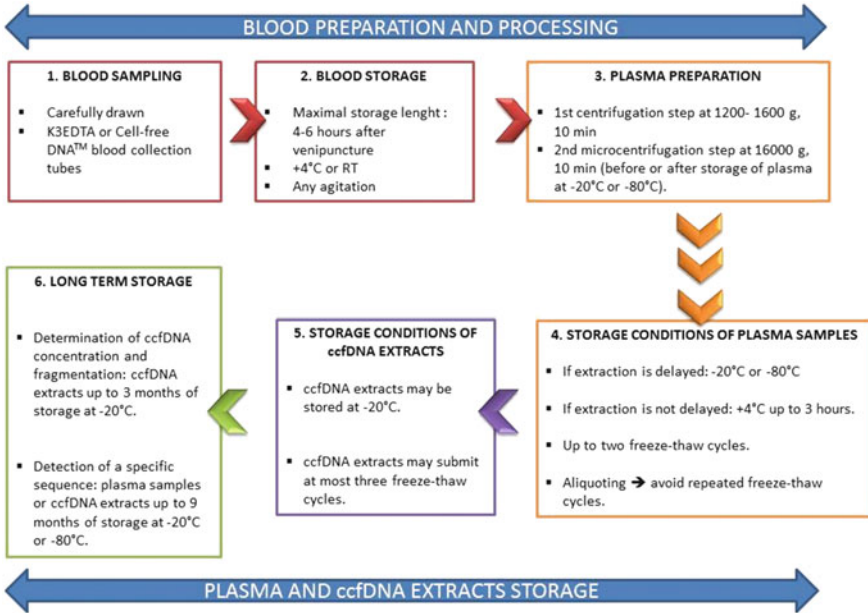 BLOOD PREPARATION AND PROCESSING
1. BLOOD SAMPLING
▪ Carefully drawn
▪ K3EDTA or Cell-free
DNA™ blood collection
tubes
2. BLOOD STORAGE
▪ Maximal storage lenght :
4-6 hours after
venipuncture
▪ +4°C or RT
▪ Any agitation
3. PLASMA PREPARATION
▪ 1st centrifugation step at 1200- 1600 g,
10 min
▪ 2nd microcentrifugation step at 16000 g,
10 min (before or after storage of plasma
at -20°C or -80°C).
4. STORAGE CONDITIONS OF PLASMA SAMPLES
▪ If extraction is delayed: -20°C or -80°C
▪ If extraction is not delayed: +4°C up to 3 hours.
▪ Up to two freeze-thaw cycles.
▪ Aliquoting ➔ avoid repeated freeze-thaw
cycles.
5. STORAGE CONDITIONS OF
ccfDNA EXTRACTS
▪ ccfDNA extracts may be
stored at -20°C.
▪ ccfDNA extracts may submit
at most three freeze-thaw
cycles.
6. LONG TERM STORAGE
▪ Determination of ccfDNA
concentration and
fragmentation: ccfDNA
extracts up to 3 months of
storage at -20°C.
▪ Detection of a specific
sequence: plasma samples
or ccfDNA extracts up to 9
months of storage at -20°C
or -80°C.
PLASMA AND ccfDNA EXTRACTS STORAGE